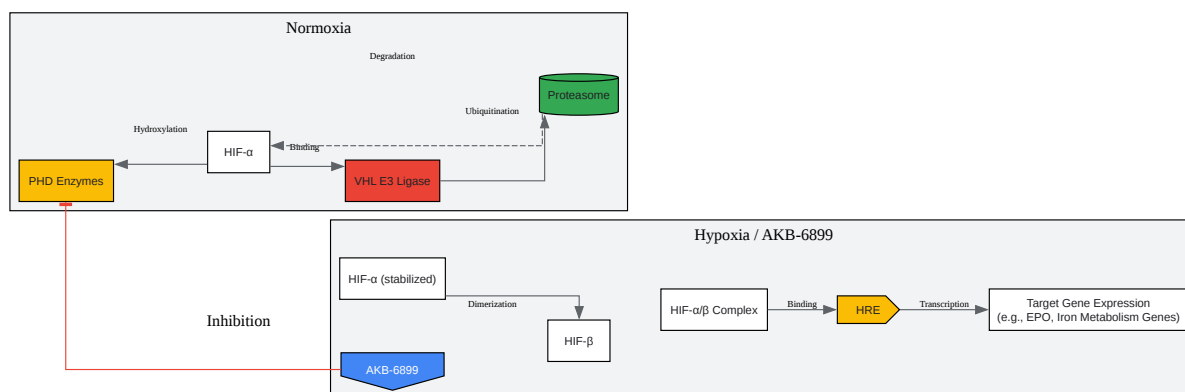 Normoxia
Degradation
Proteasome
Ubiquitination
Hydroxylation
HIF-α
Binding
PHD Enzymes
VHL E3 Ligase
Hypoxia / AKB-6899
HIF-α (stabilized)
Dimerization
HIF-β
HIF-α/β Complex
Binding
HRE
Transcription
Target Gene Expression
(e.g., EPO, Iron Metabolism Genes)
Inhibition
AKB-6899